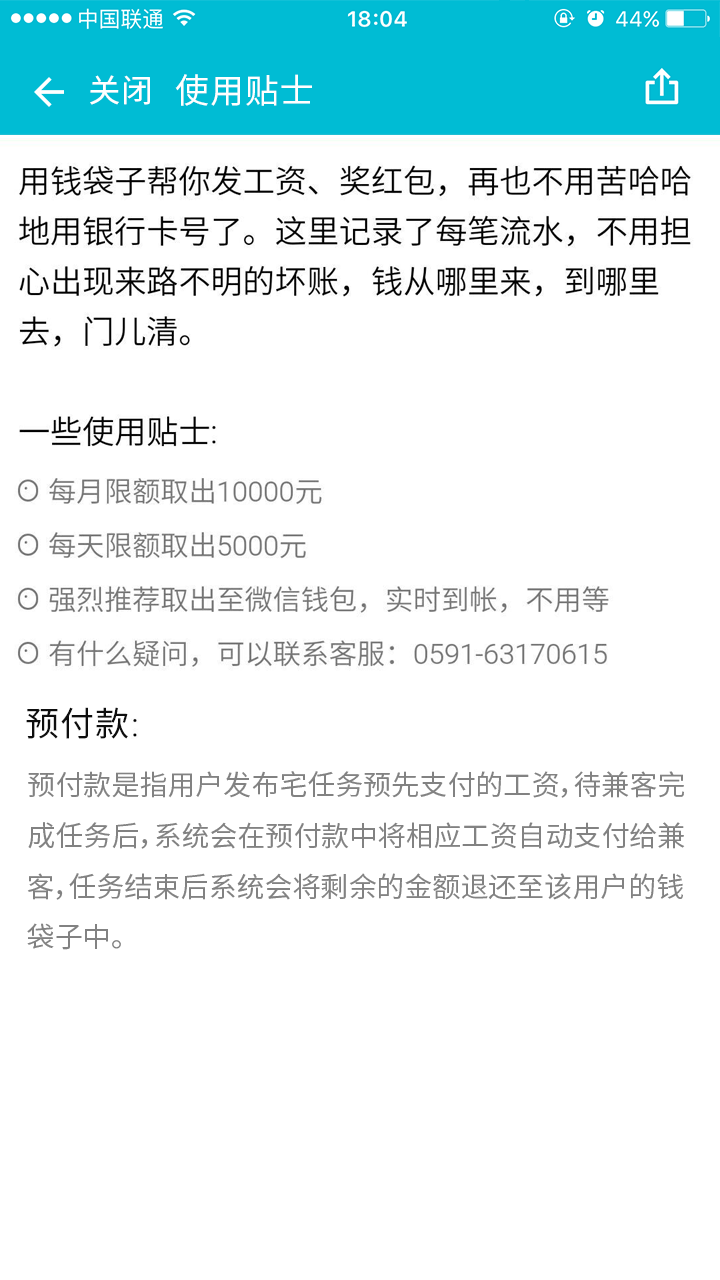 中国联通 18:04 44%
关闭 使用贴士
用钱袋子帮你发工资、奖红包，再也不用苦哈哈
地用银行卡号了。这里记录了每笔流水，不用担
心出现来路不明的坏账，钱从哪里来，到哪里
去，门儿清。
一些使用贴士:
每月限额取出10000元
每天限额取出5000元
强烈推荐取出至微信钱包，实时到帐，不用等
有什么疑问，可以联系客服：0591-63170615
预付款:
预付款是指用户发布宅任务预先支付的工资,待兼客完
成任务后,系统会在预付款中将相应工资自动支付给兼
客,任务结束后系统会将剩余的金额退还至该用户的钱
袋子中。